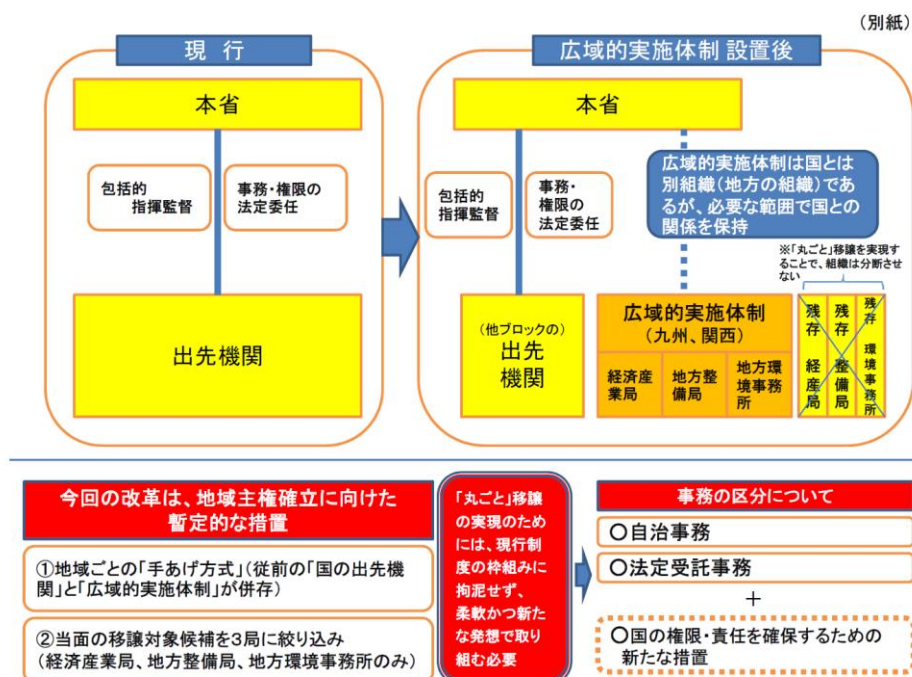 （別紙）
現 行
本省
包括的
指揮監督
事務・権限の
法定委任
出先機関
広域的実施体制 設置後
本省
包括的
指揮監督
事務・
権限の
法定委任
広域的実施体制は国とは
別組織（地方の組織）であ
るが、必要な範囲で国との
関係を保持
※「丸ごと」移譲を実現す
ることで、組織は分断させ
ない
（他ブロックの）
出先
機関
広域的実施体制
（九州、関西）
経済産
業局
地方整
備局
地方環
境事務
所
残存 経産局
残存 整備局
残存 環境事務所
今回の改革は、地域主権確立に向けた
暫定的な措置
①地域ごとの「手あげ方式」（従前の「国の出先機
関」と「広域的実施体制」が併存）
②当面の移譲対象候補を３局に絞り込み
（経済産業局、地方整備局、地方環境事務所のみ）
「丸ごと」移譲
の実現のため
には、現行制
度の枠組みに
拘泥せず、
柔軟かつ新た
な発想で取り
組む必要
事務の区分について
〇自治事務
〇法定受託事務
＋
〇国の権限・責任を確保するための
新たな措置